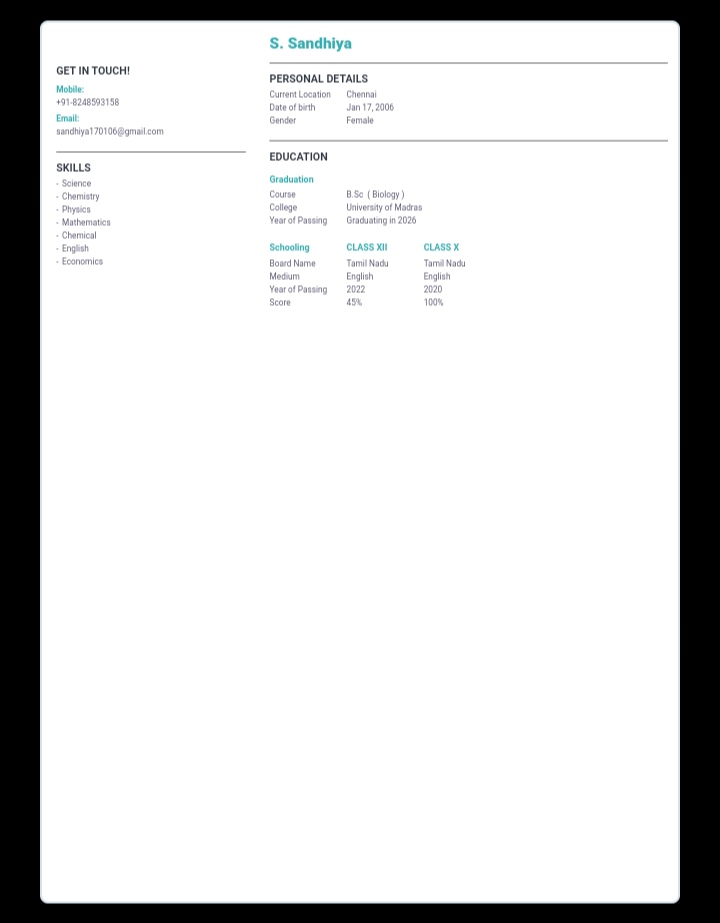 S. Sandhiya
GET IN TOUCH!
Mobile:
+91-8248593158
Email:
sandhiya170106@gmail.com
SKILLS
- Science
- Chemistry
- Physics
- Mathematics
- Chemical
- English
- Economics
PERSONAL DETAILS
Current Location Chennai
Date of birth Jan 17, 2006
Gender Female
EDUCATION
Graduation
Course B.Sc ( Biology )
College University of Madras
Year of Passing Graduating in 2026
Schooling CLASS XII CLASS X
Board Name Tamil Nadu Tamil Nadu
Medium English English
Year of Passing 2022 2020
Score 45% 100%